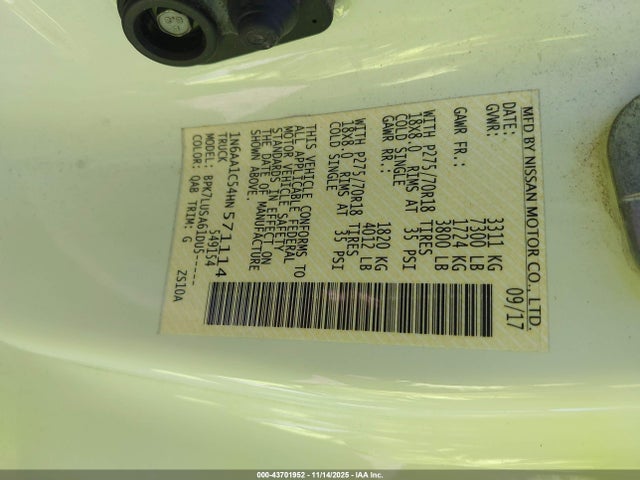 MFD BY NISSAN MOTOR CO., LTD.
DATE: 09/17
GVWR: 3311 KG
7300 LB
GAWR FR.: 1724 KG
3800 LB
WITH P275/70R18 TIRES
18X8.0 RIMS AT 35 PSI
COLD SINGLE
GAWR RR.: 1820 KG
4012 LB
WITH P275/70R18 TIRES
18X8.0 RIMS AT 35 PSI
COLD SINGLE
THIS VEHICLE CONFORMS TO
ALL APPLICABLE FEDERAL
MOTOR VEHICLE SAFETY
STANDARDS IN EFFECT ON
THE DATE OF MANUFACTURE
SHOWN ABOVE
1N6AA1C54HN571114
TRUCK 549154
MODEL: BPK7LUSA61DU5-----
COLOR: QAB TRIM: G ZS10A
000-43701952 - 11/14/2025 - IAA Inc.